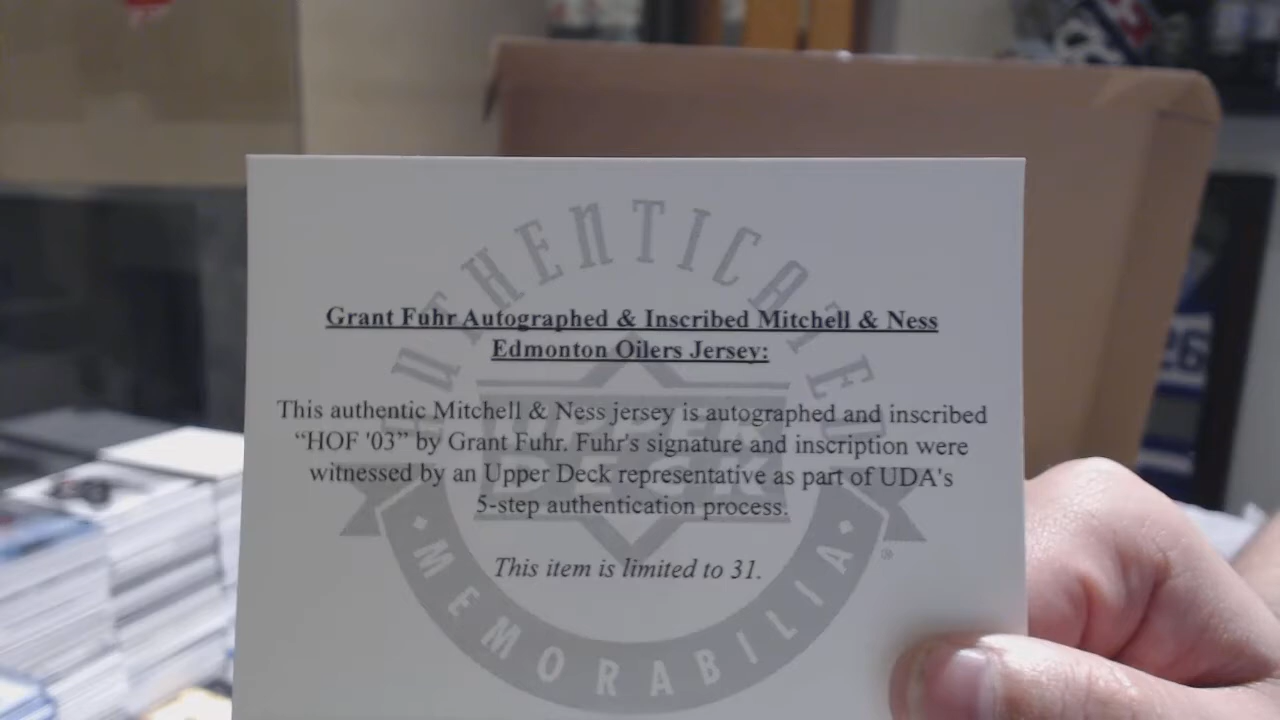 AUTHENTICATED
Grant Fuhr Autographed & Inscribed Mitchell & Ness
Edmonton Oilers Jersey:
This authentic Mitchell & Ness jersey is autographed and inscribed
“HOF '03” by Grant Fuhr. Fuhr's signature and inscription were
witnessed by an Upper Deck representative as part of UDA's
5-step authentication process.
This item is limited to 31.
UPPER
DECK
MEMORABILIA
®
26